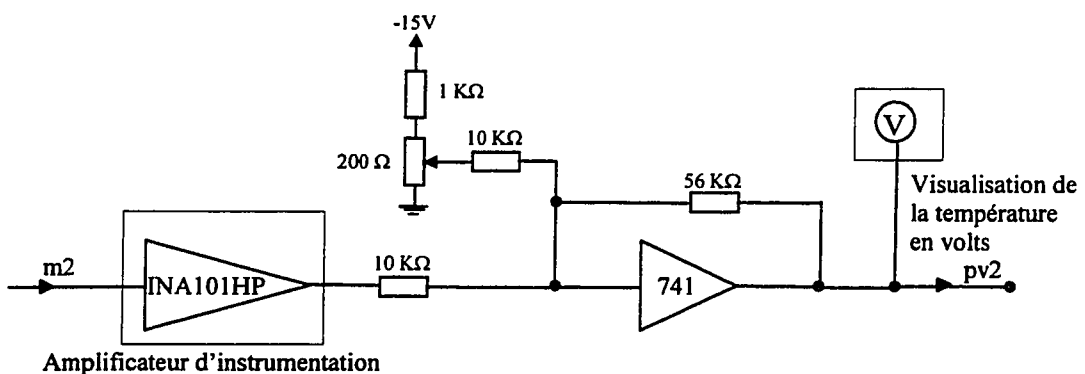 -15V
1 KΩ
10 KΩ
200 Ω
56 KΩ
V
Visualisation de
la température
en volts
m2
INA101HP
10 KΩ
741
pv2
Amplificateur d'instrumentation